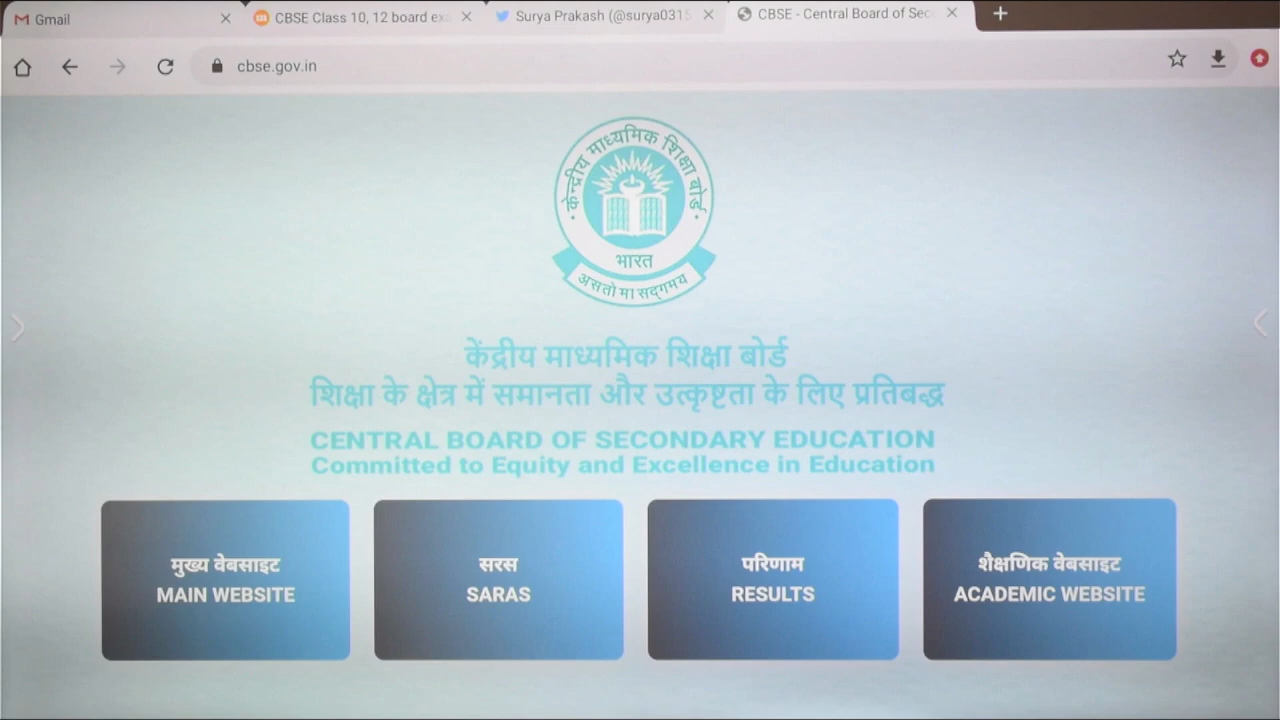 Gmail
CBSE Class 10, 12 board exa
Surya Prakash (@surya0315
CBSE - Central Board of Sec
cbse.gov.in
केन्द्रीय माध्यमिक शिक्षा बोर्ड
भारत
असतो मा सद्गमय
केंद्रीय माध्यमिक शिक्षा बोर्ड
शिक्षा के क्षेत्र में समानता और उत्कृष्टता के लिए प्रतिबद्ध
CENTRAL BOARD OF SECONDARY EDUCATION
Committed to Equity and Excellence in Education
मुख्य वेबसाइट
MAIN WEBSITE
सरस
SARAS
परिणाम
RESULTS
शैक्षणिक वेबसाइट
ACADEMIC WEBSITE